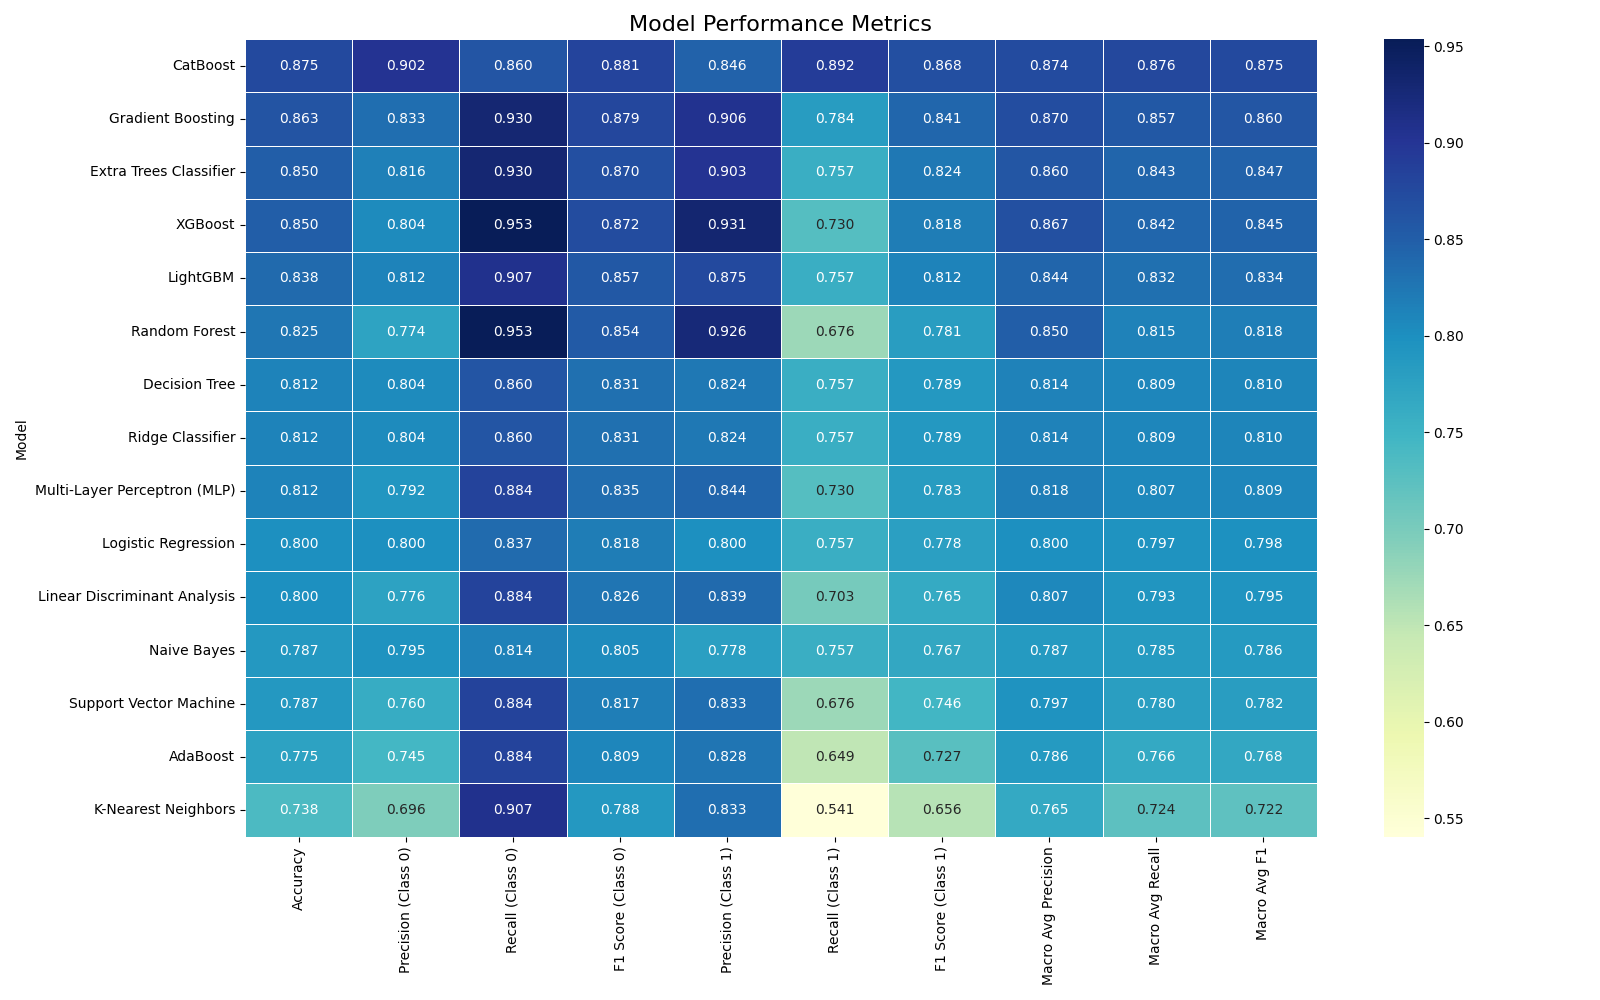 Model Performance Metrics
CatBoost 0.875 0.902 0.860 0.881 0.846 0.892 0.868 0.874 0.876 0.875
Gradient Boosting 0.863 0.833 0.930 0.879 0.906 0.784 0.841 0.870 0.857 0.860
Extra Trees Classifier 0.850 0.816 0.930 0.870 0.903 0.757 0.824 0.860 0.843 0.847
XGBoost 0.850 0.804 0.953 0.872 0.931 0.730 0.818 0.867 0.842 0.845
LightGBM 0.838 0.812 0.907 0.857 0.875 0.757 0.812 0.844 0.832 0.834
Random Forest 0.825 0.774 0.953 0.854 0.926 0.676 0.781 0.850 0.815 0.818
Decision Tree 0.812 0.804 0.860 0.831 0.824 0.757 0.789 0.814 0.809 0.810
Ridge Classifier 0.812 0.804 0.860 0.831 0.824 0.757 0.789 0.814 0.809 0.810
Multi-Layer Perceptron (MLP) 0.812 0.792 0.884 0.835 0.844 0.730 0.783 0.818 0.807 0.809
Logistic Regression 0.800 0.800 0.837 0.818 0.800 0.757 0.778 0.800 0.797 0.798
Linear Discriminant Analysis 0.800 0.776 0.884 0.826 0.839 0.703 0.765 0.807 0.793 0.795
Naive Bayes 0.787 0.795 0.814 0.805 0.778 0.757 0.767 0.787 0.785 0.786
Support Vector Machine 0.787 0.760 0.884 0.817 0.833 0.676 0.746 0.797 0.780 0.782
AdaBoost 0.775 0.745 0.884 0.809 0.828 0.649 0.727 0.786 0.766 0.768
K-Nearest Neighbors 0.738 0.696 0.907 0.788 0.833 0.541 0.656 0.765 0.724 0.722
Model
Accuracy
Precision (Class 0)
Recall (Class 0)
F1 Score (Class 0)
Precision (Class 1)
Recall (Class 1)
F1 Score (Class 1)
Macro Avg Precision
Macro Avg Recall
Macro Avg F1
0.95
0.90
0.85
0.80
0.75
0.70
0.65
0.60
0.55